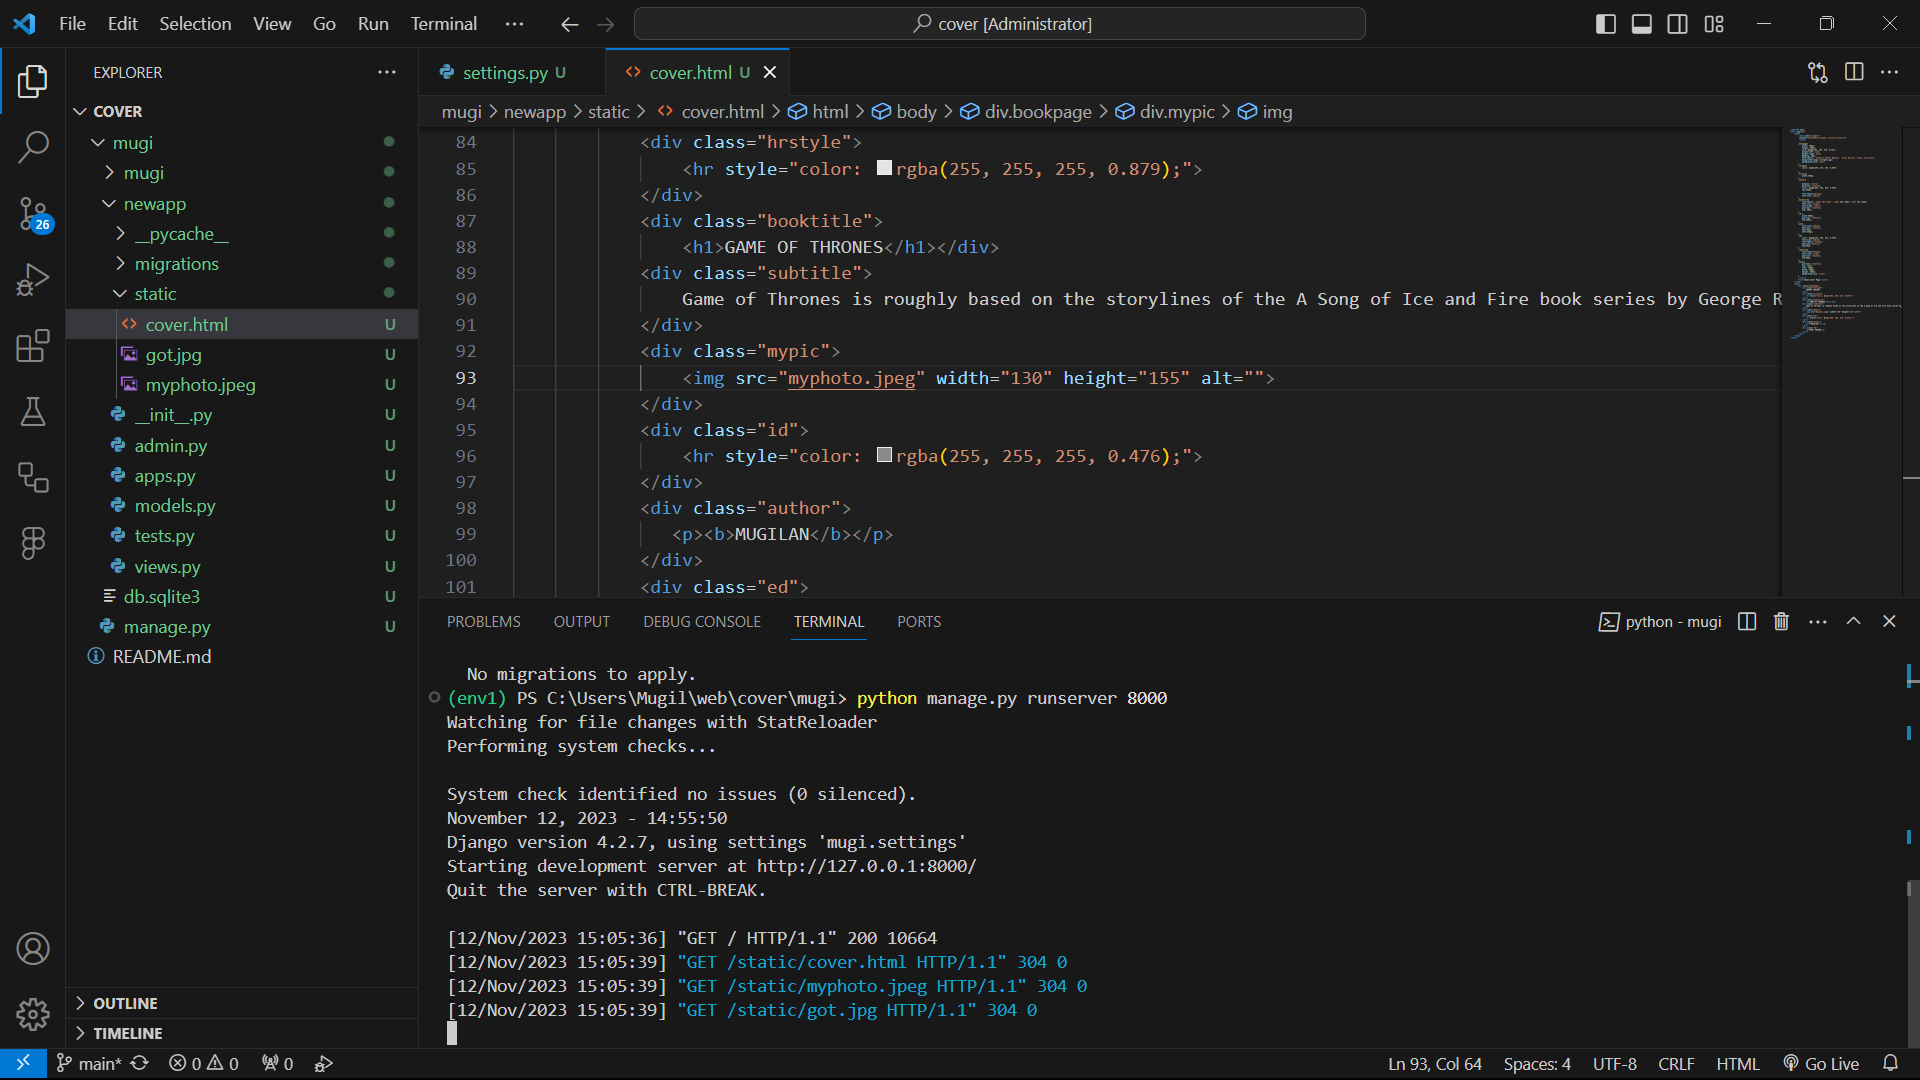 File Edit Selection View Go Run Terminal ··· cover [Administrator]
EXPLORER
COVER
mugi
mugi
newapp
__pycache__
migrations
static
cover.html U
got.jpg U
myphoto.jpeg U
__init__.py U
admin.py U
apps.py U
models.py U
tests.py U
views.py U
db.sqlite3 U
manage.py U
README.md
OUTLINE
TIMELINE
26
settings.py U
cover.html U
mugi > newapp > static > cover.html > html > body > div.bookpage > div.mypic > img
84 <div class="hrstyle">
85 <hr style="color: rgba(255, 255, 255, 0.879);">
86 </div>
87 <div class="booktitle">
88 <h1>GAME OF THRONES</h1></div>
89 <div class="subtitle">
90 Game of Thrones is roughly based on the storylines of the A Song of Ice and Fire book series by George R
91 </div>
92 <div class="mypic">
93 <img src="myphoto.jpeg" width="130" height="155" alt="">
94 </div>
95 <div class="id">
96 <hr style="color: rgba(255, 255, 255, 0.476);">
97 </div>
98 <div class="author">
99 <p><b>MUGILAN</b></p>
100 </div>
101 <div class="ed">
PROBLEMS OUTPUT DEBUG CONSOLE TERMINAL PORTS python - mugi
No migrations to apply.
(env1) PS C:\Users\Mugil\web\cover\mugi> python manage.py runserver 8000
Watching for file changes with StatReloader
Performing system checks...
System check identified no issues (0 silenced).
November 12, 2023 - 14:55:50
Django version 4.2.7, using settings 'mugi.settings'
Starting development server at http://127.0.0.1:8000/
Quit the server with CTRL-BREAK.
[12/Nov/2023 15:05:36] "GET / HTTP/1.1" 200 10664
[12/Nov/2023 15:05:39] "GET /static/cover.html HTTP/1.1" 304 0
[12/Nov/2023 15:05:39] "GET /static/myphoto.jpeg HTTP/1.1" 304 0
[12/Nov/2023 15:05:39] "GET /static/got.jpg HTTP/1.1" 304 0
main* 0 0 0 Ln 93, Col 64 Spaces: 4 UTF-8 CRLF HTML Go Live